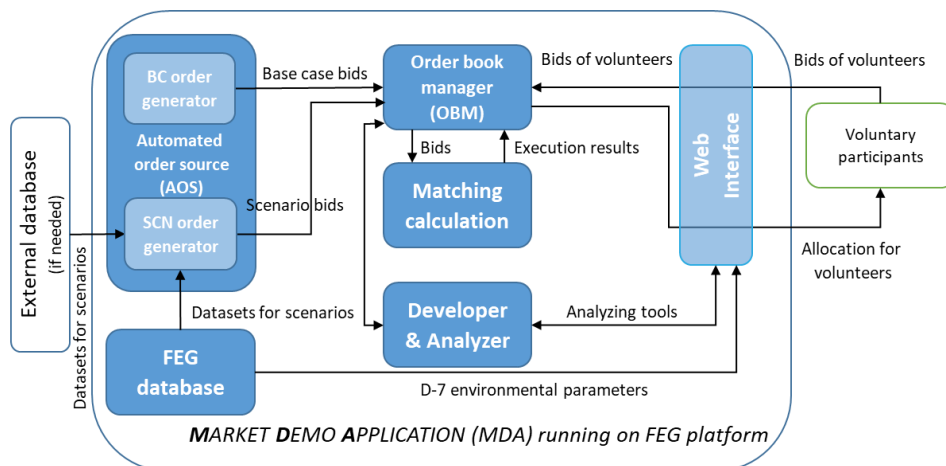 BC order
generator
Automated
order source
(AOS)
SCN order
generator
Base case bids
Scenario bids
Order book
manager
(OBM)
Bids
Execution results
Matching
calculation
Bids of volunteers
Web
Interface
Bids of volunteers
Voluntary
participants
Allocation for
volunteers
External database
(if needed)
Datasets for scenarios
Datasets for scenarios
Developer
& Analyzer
Analyzing tools
FEG
database
D-7 environmental parameters
MARKET DEMO APPLICATION (MDA) running on FEG platform